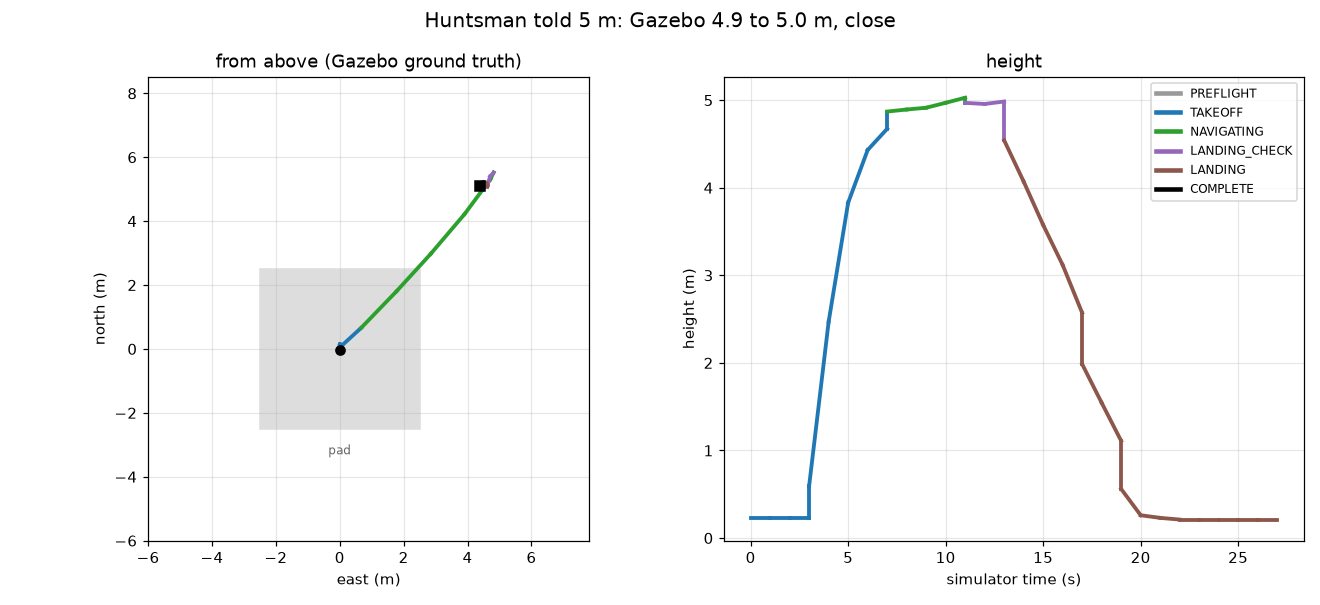 Huntsman told 5 m: Gazebo 4.9 to 5.0 m, close
from above (Gazebo ground truth)
8
6
4
2
0
−2
−4
−6
north (m)
pad
−6
−4
−2
0
2
4
6
east (m)
height
5
4
3
2
1
0
height (m)
PREFLIGHT
TAKEOFF
NAVIGATING
LANDING_CHECK
LANDING
COMPLETE
0
5
10
15
20
25
simulator time (s)